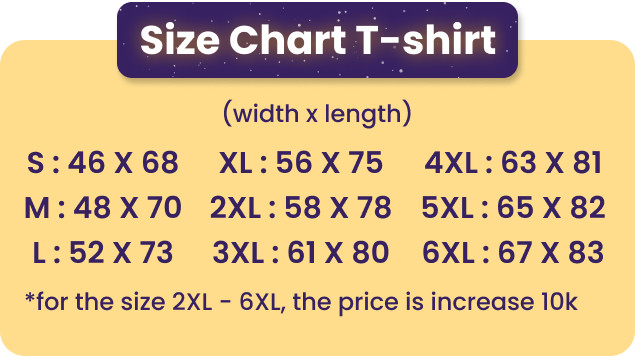 Size Chart T-shirt
(width x length)
S : 46 X 68 XL : 56 X 75 4XL : 63 X 81
M : 48 X 70 2XL : 58 X 78 5XL : 65 X 82
L : 52 X 73 3XL : 61 X 80 6XL : 67 X 83
*for the size 2XL - 6XL, the price is increase 10k